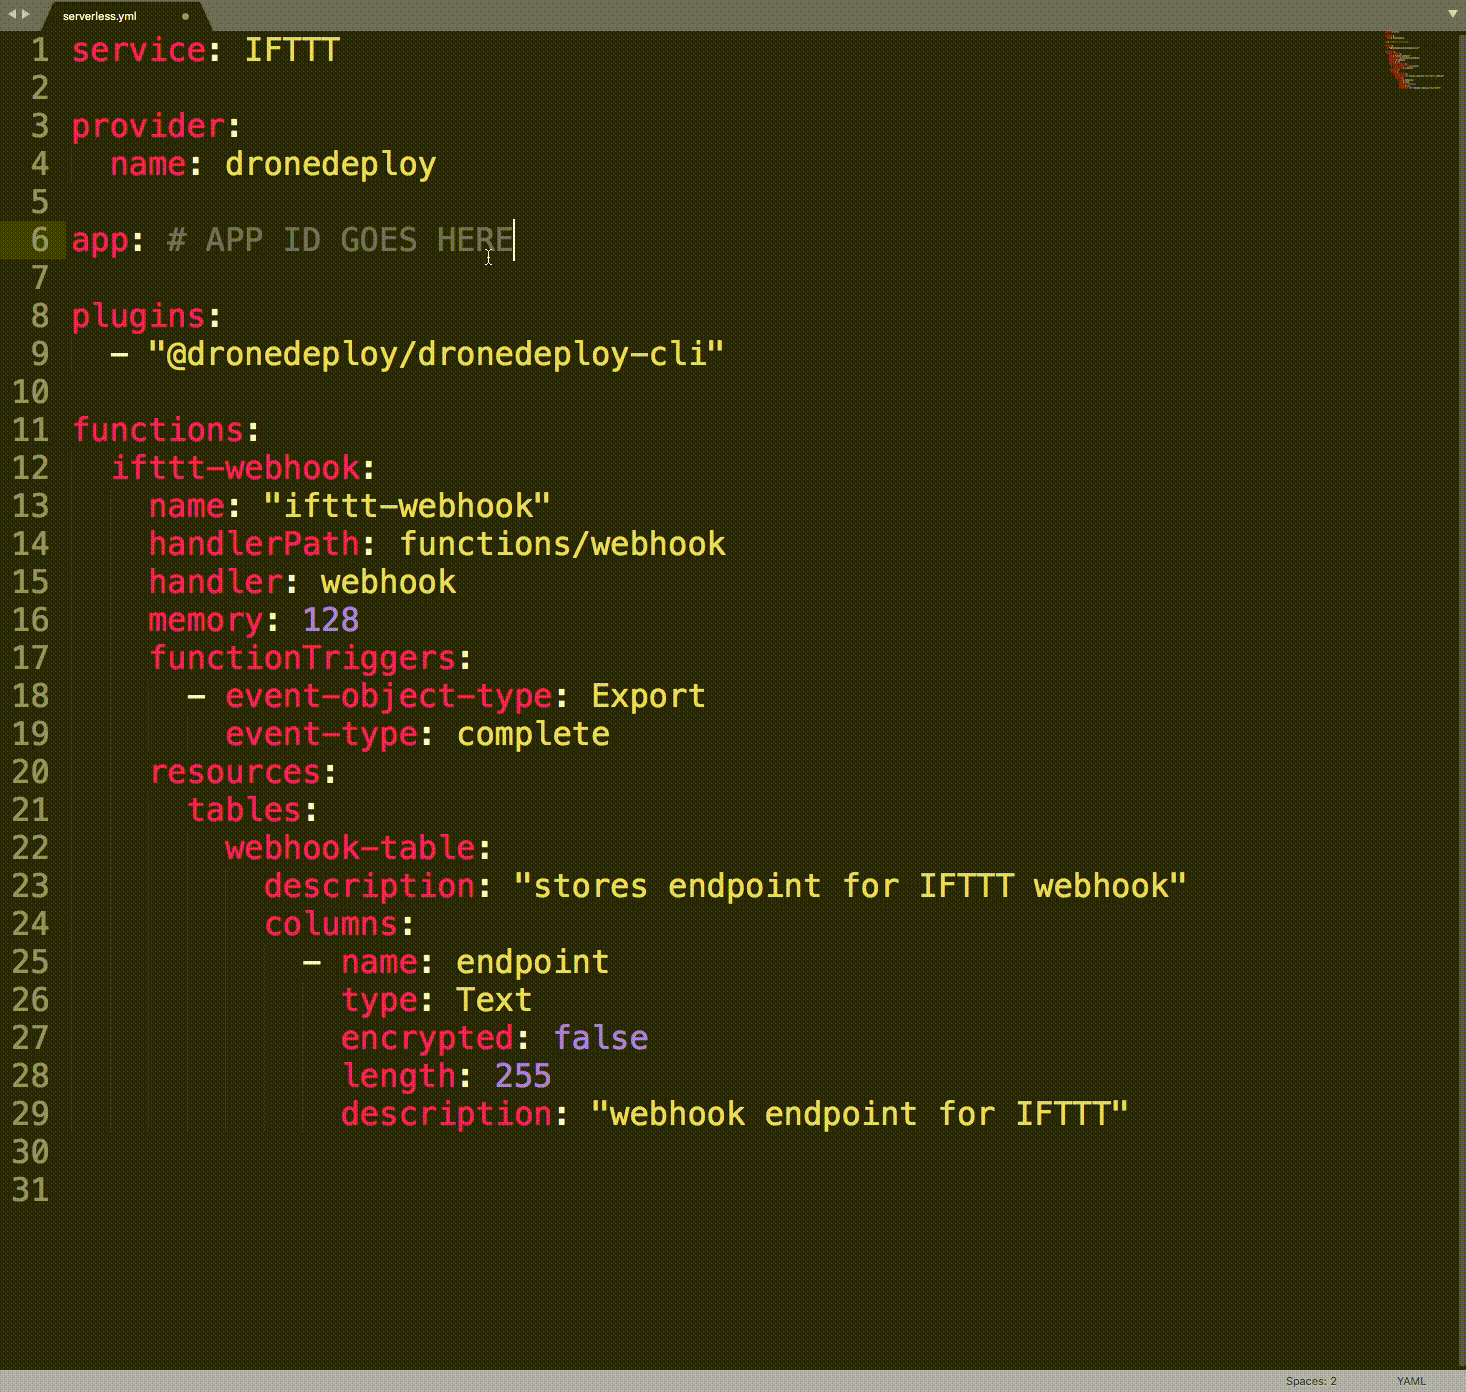 serverless.yml
1 service: IFTTT
2
3 provider:
4   name: dronedeploy
5
6 app: # APP ID GOES HERE
7
8 plugins:
9   - "@dronedeploy/dronedeploy-cli"
10
11 functions:
12   ifttt-webhook:
13     name: "ifttt-webhook"
14     handlerPath: functions/webhook
15     handler: webhook
16     memory: 128
17     functionTriggers:
18       - event-object-type: Export
19         event-type: complete
20     resources:
21       tables:
22         webhook-table:
23           description: "stores endpoint for IFTTT webhook"
24           columns:
25             - name: endpoint
26               type: Text
27               encrypted: false
28               length: 255
29               description: "webhook endpoint for IFTTT"
30
31
Spaces: 2 YAML